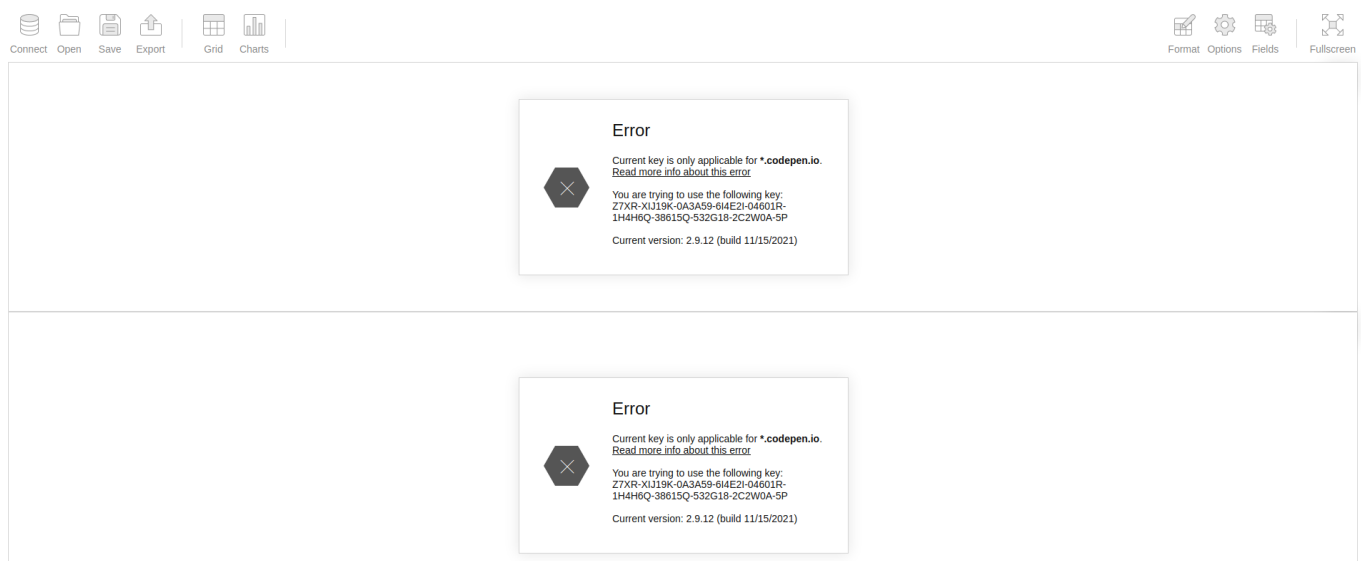 Connect Open Save Export Grid Charts Format Options Fields Fullscreen
Error
Current key is only applicable for *.codepen.io.
Read more info about this error
You are trying to use the following key:
Z7XR-XIJ19K-0A3A59-6I4E2I-04601R-
1H4H6Q-38615Q-532G18-2C2W0A-5P
Current version: 2.9.12 (build 11/15/2021)
Error
Current key is only applicable for *.codepen.io.
Read more info about this error
You are trying to use the following key:
Z7XR-XIJ19K-0A3A59-6I4E2I-04601R-
1H4H6Q-38615Q-532G18-2C2W0A-5P
Current version: 2.9.12 (build 11/15/2021)